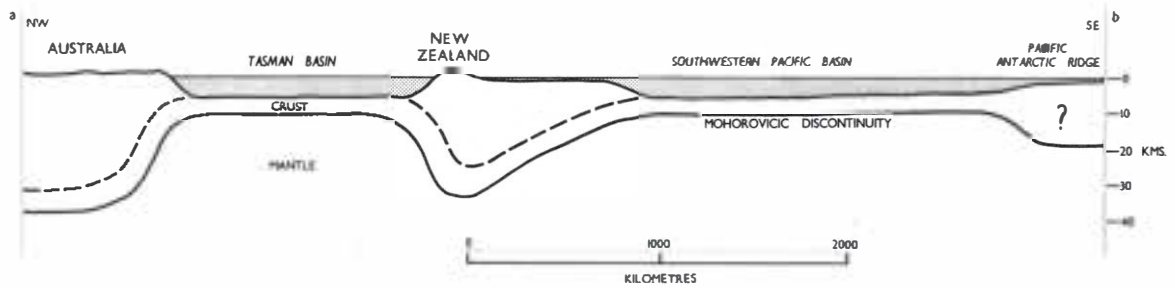 a
NW
AUSTRALIA
TASMAN BASIN
NEW
ZEALAND
SOUTHWESTERN PACIFIC BASIN
PACIFIC
ANTARCTIC RIDGE
SE
b
CRUST
MANTLE
MOHOROVICIC DISCONTINUITY
?
0
10
20 KMS.
30
40
1000
2000
KILOMETRES